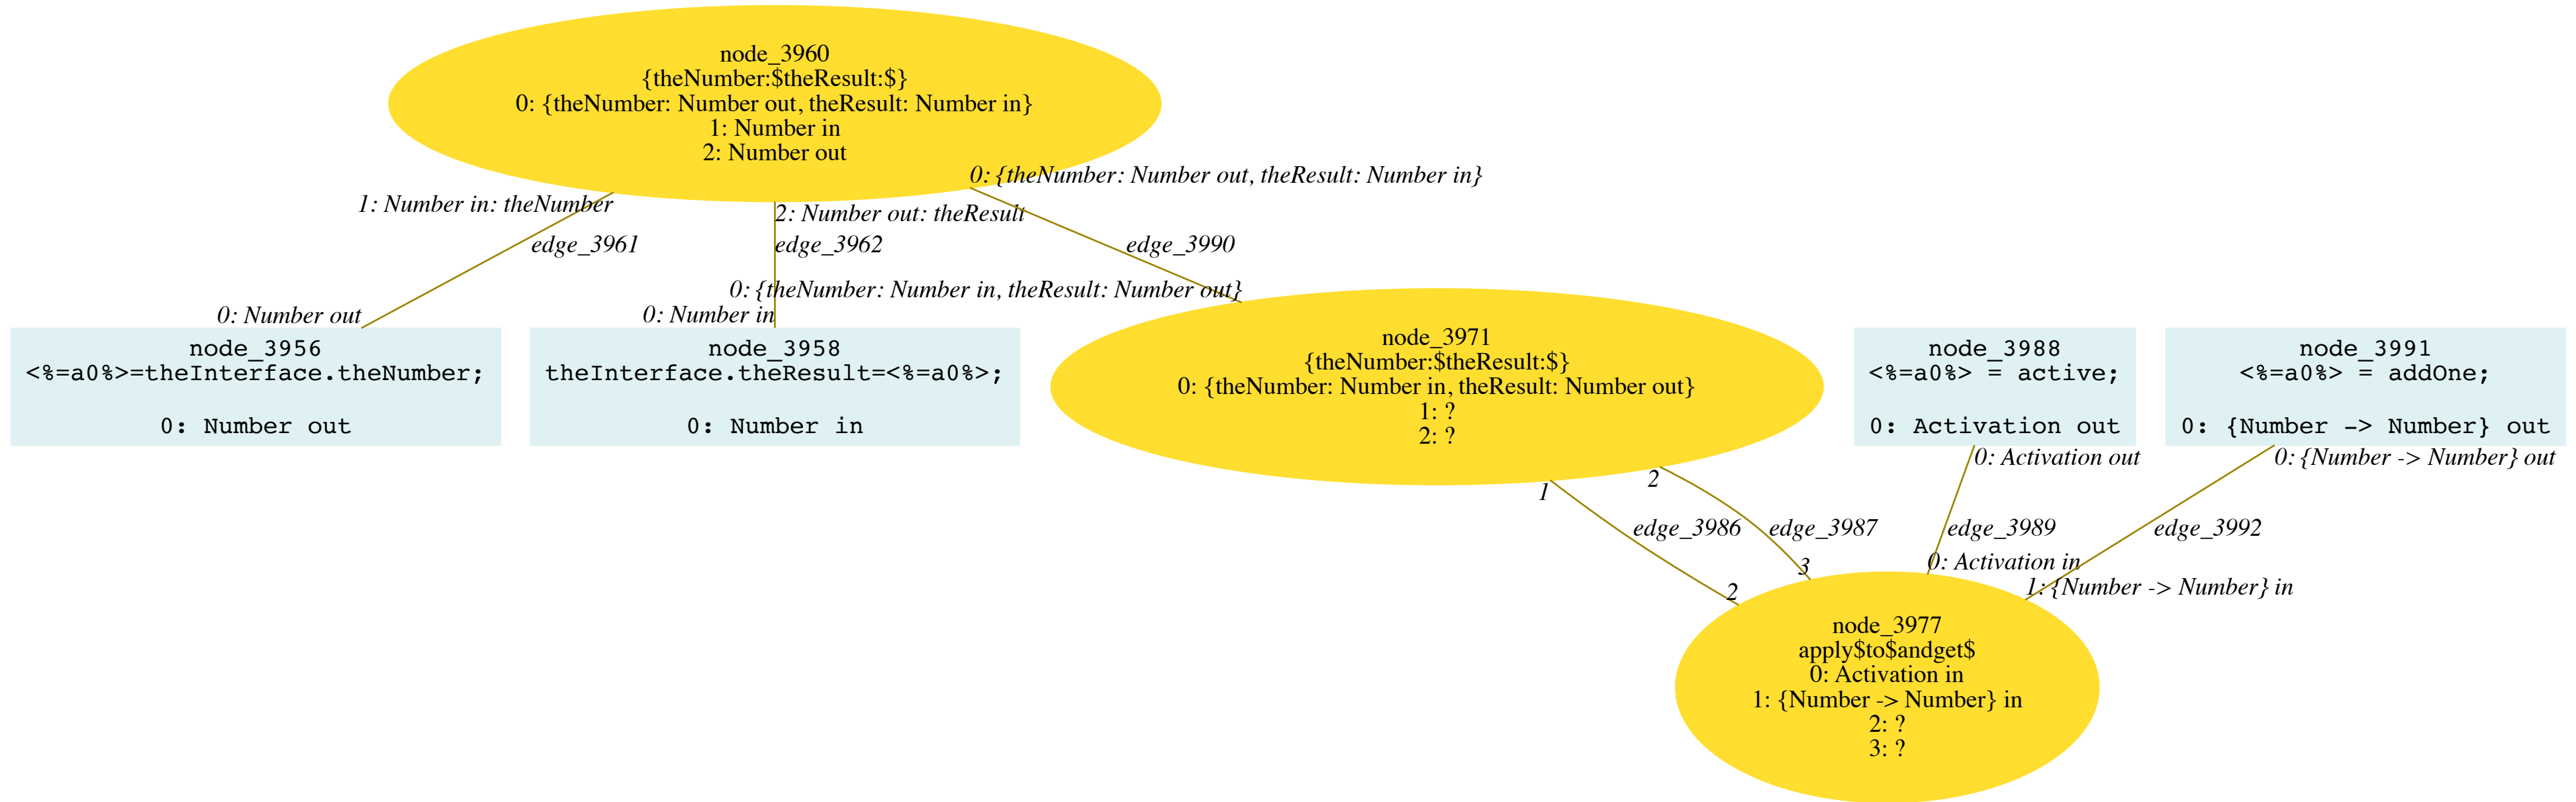 node_3960
{theNumber:$theResult:$}
0: {theNumber: Number out, theResult: Number in}
1: Number in
2: Number out
0: {theNumber: Number out, theResult: Number in}
1: Number in: theNumber
2: Number out: theResult
edge_3961
edge_3962
edge_3990
0: {theNumber: Number in, theResult: Number out}
0: Number out
0: Number in
node_3956
<%=a0%>=theInterface.theNumber;
0: Number out
node_3958
theInterface.theResult=<%=a0%>;
0: Number in
node_3971
{theNumber:$theResult:$}
0: {theNumber: Number in, theResult: Number out}
1: ?
2: ?
node_3988
<%=a0%> = active;
0: Activation out
node_3991
<%=a0%> = addOne;
0: {Number -> Number} out
0: Activation out
0: {Number -> Number} out
1
2
edge_3986
edge_3987
edge_3989
edge_3992
2
3
0: Activation in
1: {Number -> Number} in
node_3977
apply$to$andget$
0: Activation in
1: {Number -> Number} in
2: ?
3: ?